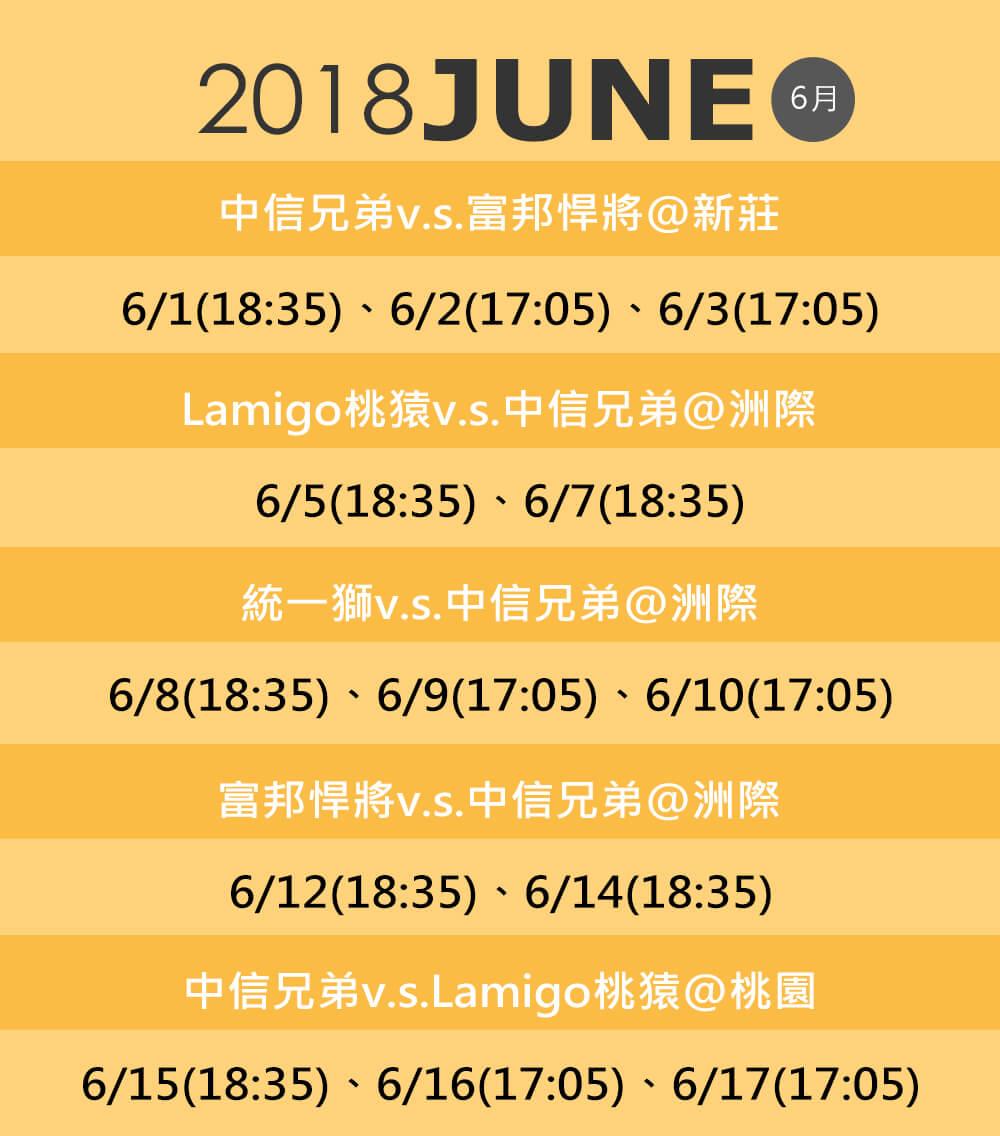 2018JUNE 6月
中信兄弟v.s.富邦悍將@新莊
6/1(18:35)、6/2(17:05)、6/3(17:05)
Lamigo桃猿v.s.中信兄弟@洲際
6/5(18:35)、6/7(18:35)
統一獅v.s.中信兄弟@洲際
6/8(18:35)、6/9(17:05)、6/10(17:05)
富邦悍將v.s.中信兄弟@洲際
6/12(18:35)、6/14(18:35)
中信兄弟v.s.Lamigo桃猿@桃園
6/15(18:35)、6/16(17:05)、6/17(17:05)